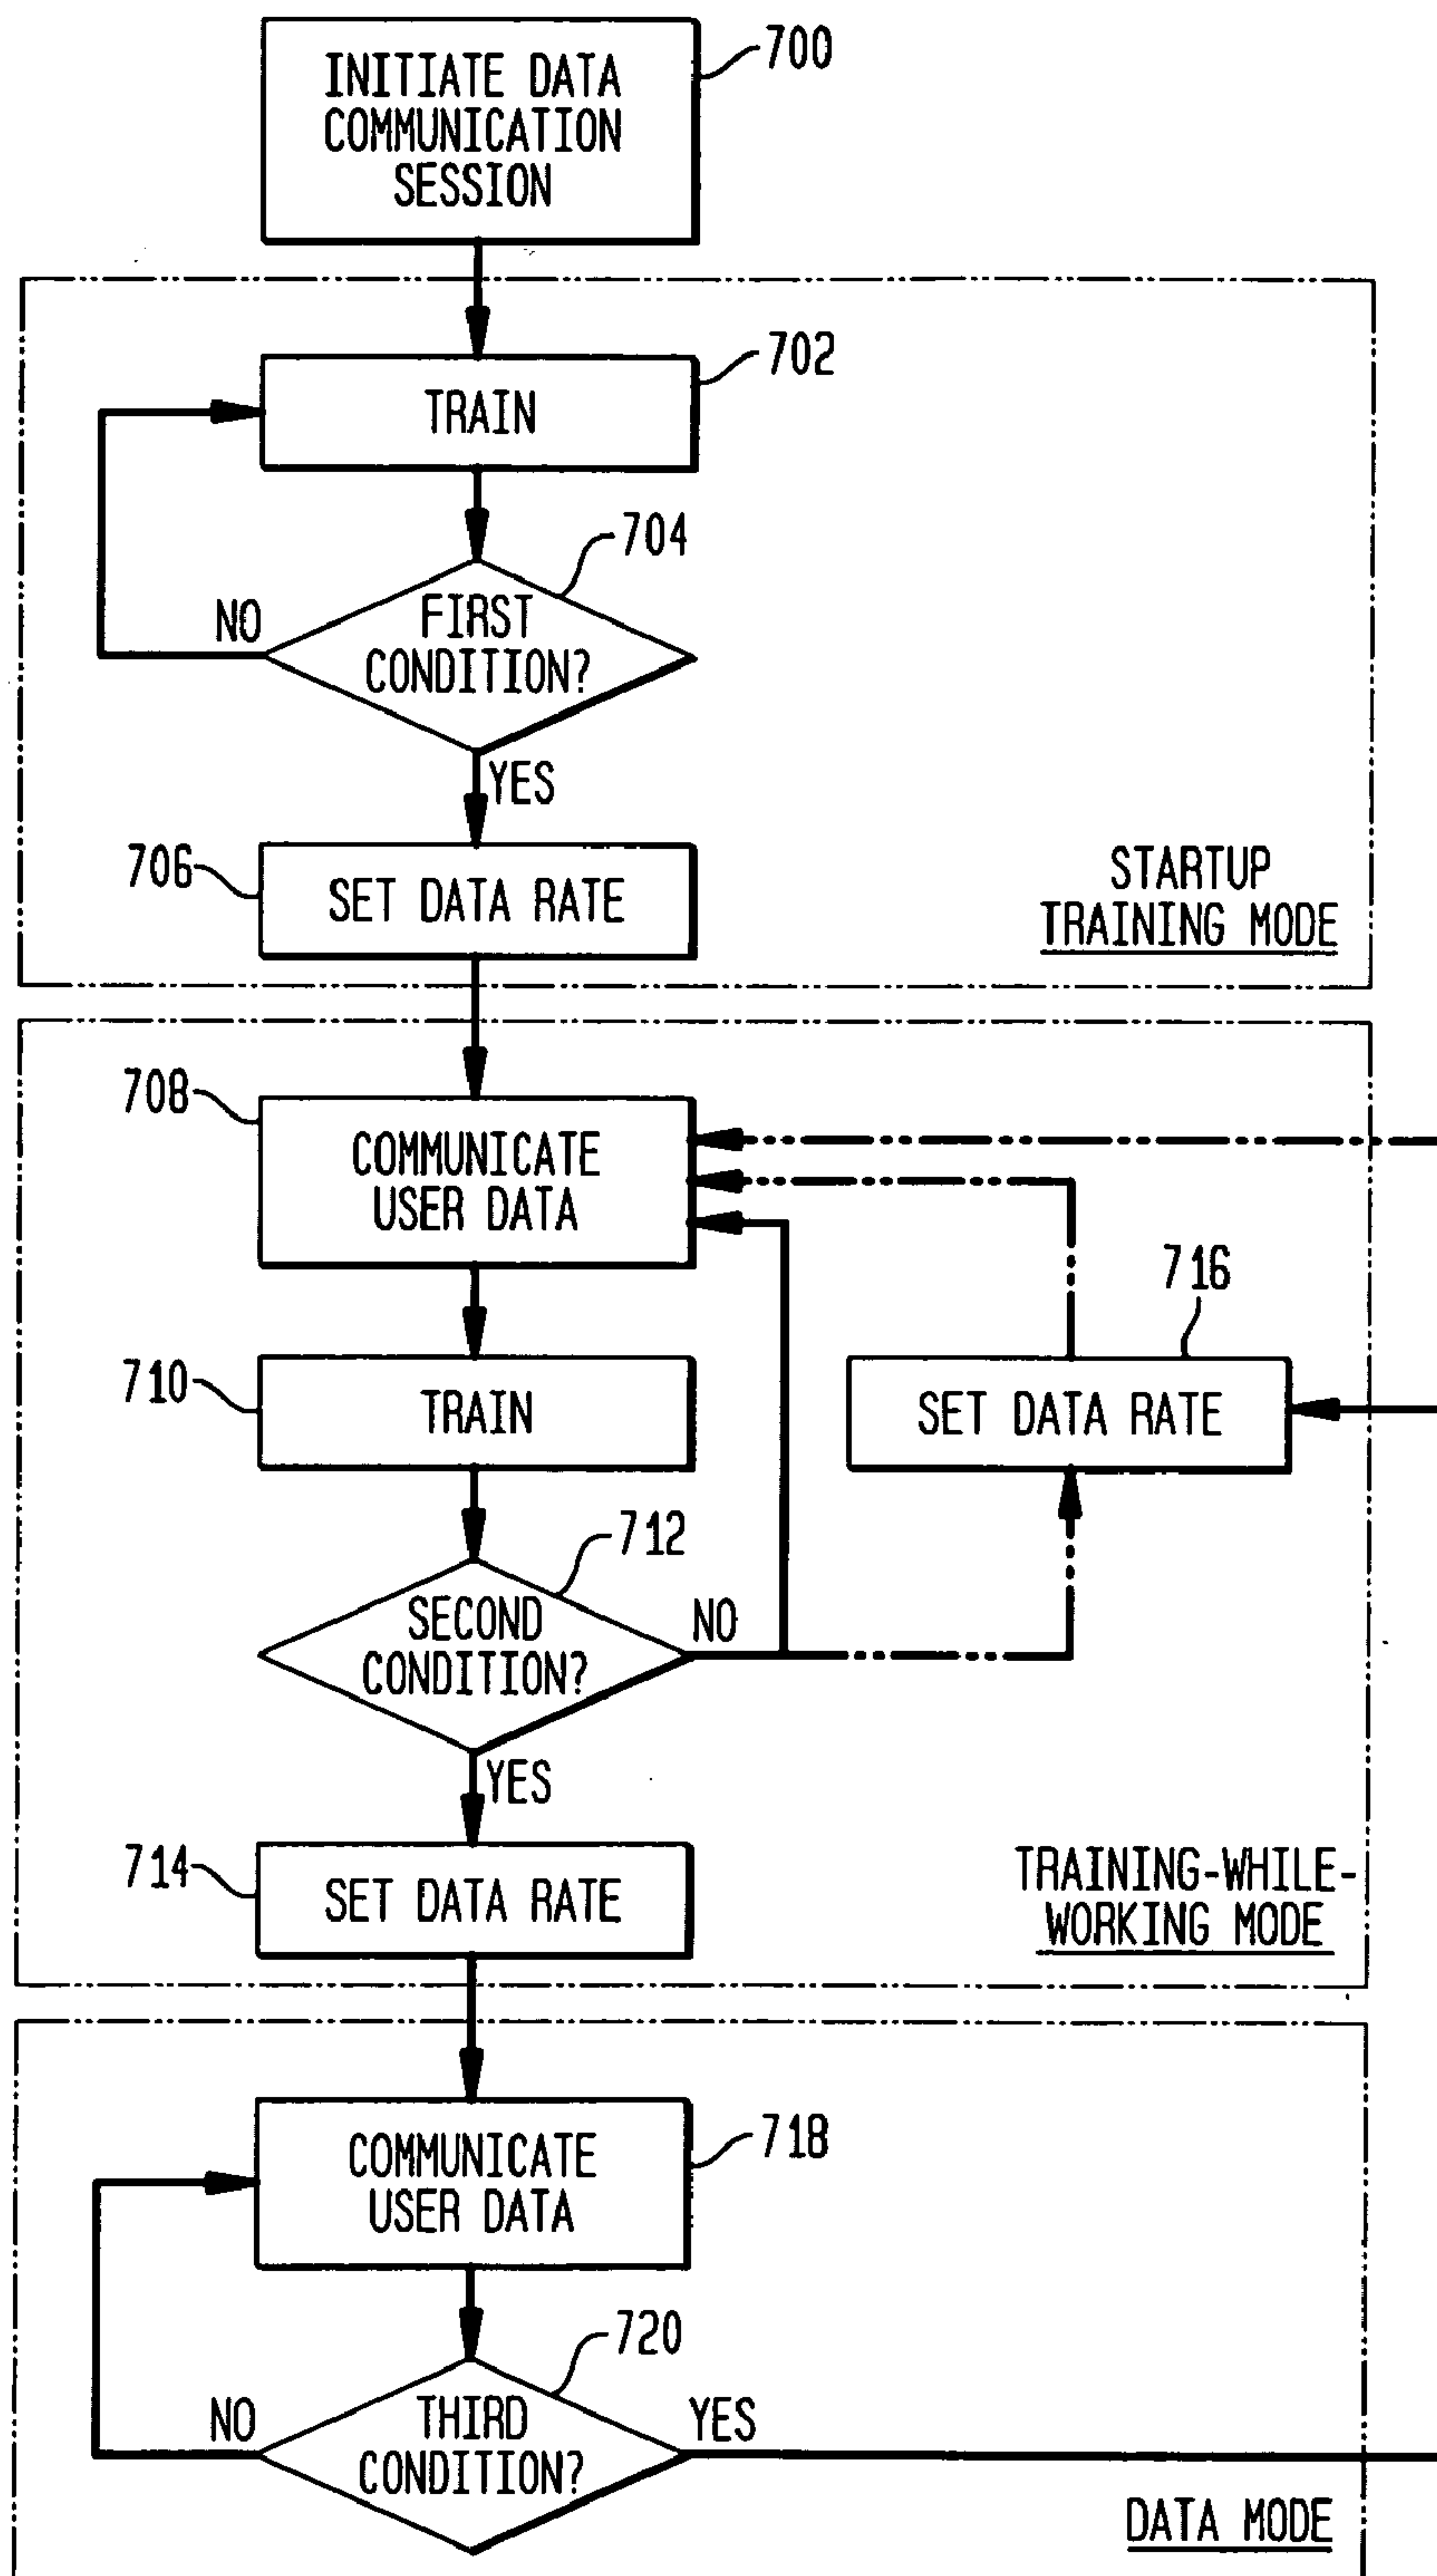 INITIATE DATA
COMMUNICATION
SESSION
700
TRAIN
702
FIRST
CONDITION?
704
NO
YES
706
SET DATA RATE
STARTUP
TRAINING MODE
708
COMMUNICATE
USER DATA
710
TRAIN
716
SET DATA RATE
712
SECOND
CONDITION?
NO
YES
714
SET DATA RATE
TRAINING-WHILE-
WORKING MODE
COMMUNICATE
USER DATA
718
720
NO
THIRD
CONDITION?
YES
DATA MODE